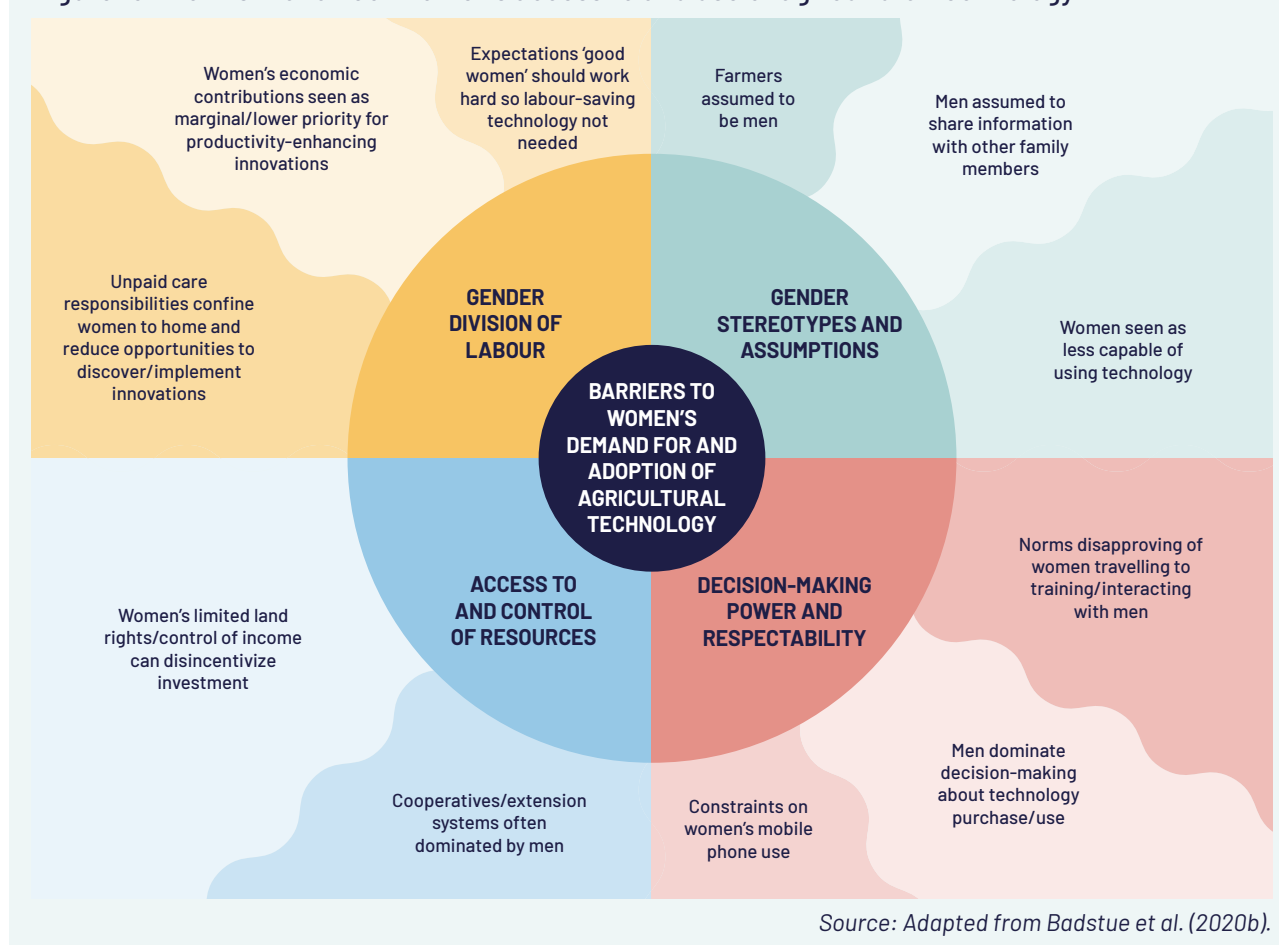 Women's economic
contributions seen as
marginal/lower priority for
productivity-enhancing
innovations
Expectations ‘good
women’ should work
hard so labour-saving
technology not
needed
Farmers
assumed to
be men
Men assumed to
share information
with other family
members
Unpaid care
responsibilities confine
women to home and
reduce opportunities to
discover/implement
innovations
GENDER
DIVISION OF
LABOUR
GENDER
STEREOTYPES AND
ASSUMPTIONS
Women seen as
less capable of
using technology
BARRIERS TO
WOMEN'S
DEMAND FOR AND
ADOPTION OF
AGRICULTURAL
TECHNOLOGY
Women's limited land
rights/control of income
can disincentivize
investment
ACCESS TO
AND CONTROL
OF RESOURCES
DECISION-MAKING
POWER AND
RESPECTABILITY
Norms disapproving of
women travelling to
training/interacting
with men
Cooperatives/extension
systems often
dominated by men
Constraints on
women's mobile
phone use
Men dominate
decision-making
about technology
purchase/use
Source: Adapted from Badstue et al. (2020b).